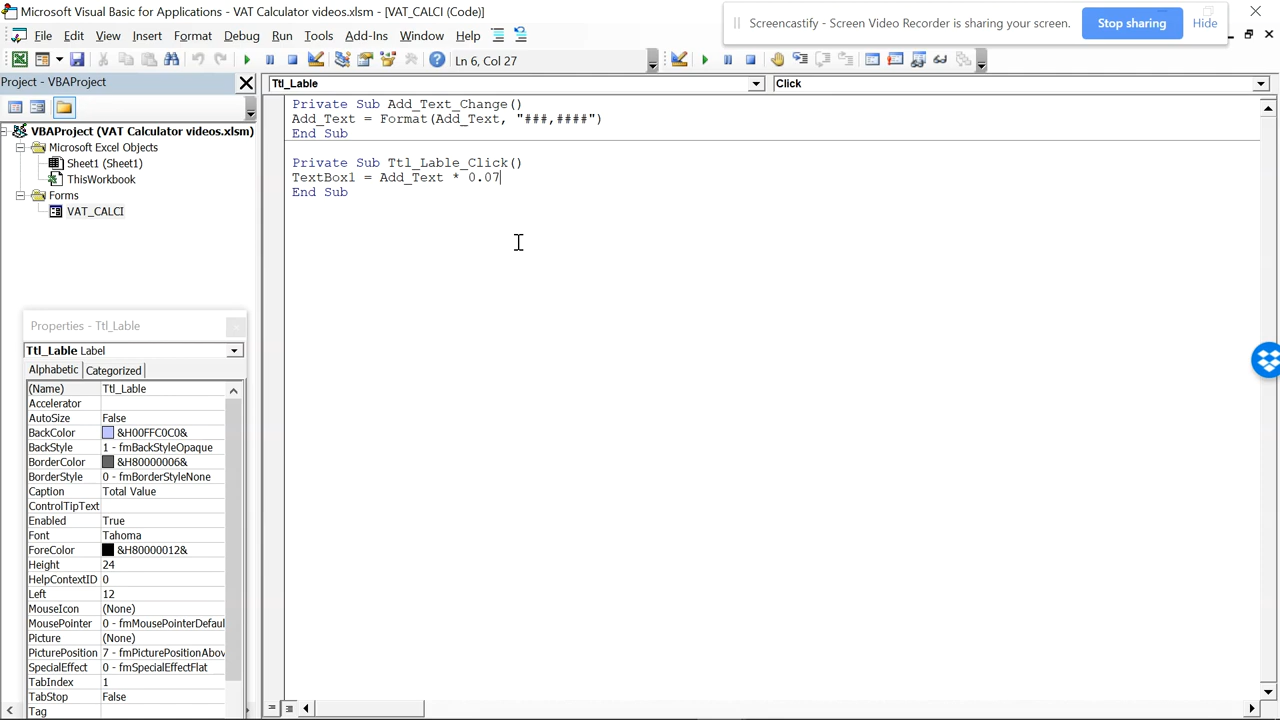 Microsoft Visual Basic for Applications - VAT Calculator videos.xlsm - [VAT_CALCI (Code)]
Screencastify - Screen Video Recorder is sharing your screen.
Stop sharing
Hide
File Edit View Insert Format Debug Run Tools Add-Ins Window Help
Ln 6, Col 27
Project - VBAProject
VBAProject (VAT Calculator videos.xlsm)
Microsoft Excel Objects
Sheet1 (Sheet1)
ThisWorkbook
Forms
VAT_CALCI
Ttl_Lable
Click
Private Sub Add_Text_Change()
Add_Text = Format(Add_Text, "###,####")
End Sub
Private Sub Ttl_Lable_Click()
TextBox1 = Add_Text * 0.07
End Sub
Properties - Ttl_Lable
Ttl_Lable Label
Alphabetic Categorized
(Name) Ttl_Lable
Accelerator
AutoSize False
BackColor &H00FFC0C0&
BackStyle 1 - fmBackStyleOpaque
BorderColor &H80000006&
BorderStyle 0 - fmBorderStyleNone
Caption Total Value
ControlTipText
Enabled True
Font Tahoma
ForeColor &H80000012&
Height 24
HelpContextID 0
Left 12
MouseIcon (None)
MousePointer 0 - fmMousePointerDefau
Picture (None)
PicturePosition 7 - fmPicturePositionAbov
SpecialEffect 0 - fmSpecialEffectFlat
TabIndex 1
TabStop False
Tag